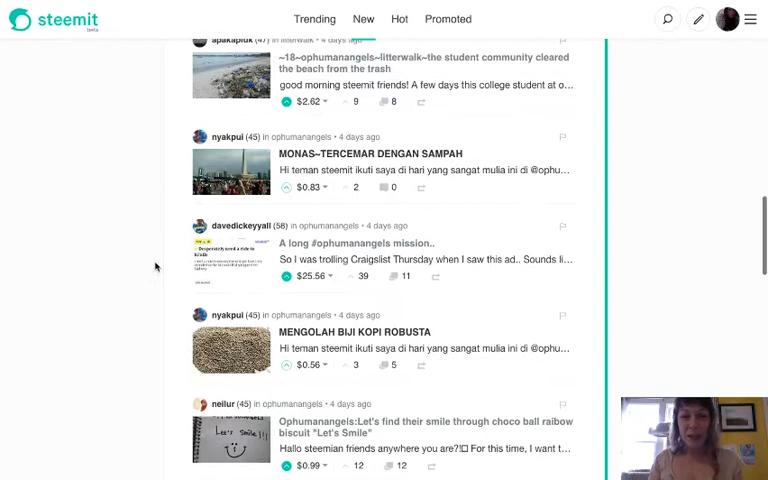 steemit
beta
Trending New Hot Promoted
apakapluk (47) in litterwalk • 4 days ago
~18~ophumanangels~litterwalk~the student community cleared
the beach from the trash
good morning steemit friends! A few days this college student at o…
$2.62 9 8
nyakpui (45) in ophumanangels • 4 days ago
MONAS~TERCEMAR DENGAN SAMPAH
Hi teman steemit ikuti saya di hari yang sangat mulia ini di @ophu…
$0.83 2 0
davedickeyyall (58) in ophumanangels • 4 days ago
A long #ophumanangels mission..
Desperately need a ride to
So I was trolling Craigslist Thursday when I saw this ad.. Sounds li…
$25.56 39 11
nyakpui (45) in ophumanangels • 4 days ago
MENGOLAH BIJI KOPI ROBUSTA
Hi teman steemit ikuti saya di hari yang sangat mulia ini di @ophu…
$0.56 3 5
neilur (45) in ophumanangels • 4 days ago
Ophumanangels:Let's find their smile through choco ball raibow
biscuit "Let's Smile")
Let's smile!!!
Hallo steemian friends anywhere you are?! For this time, I want t…
$0.99 12 12